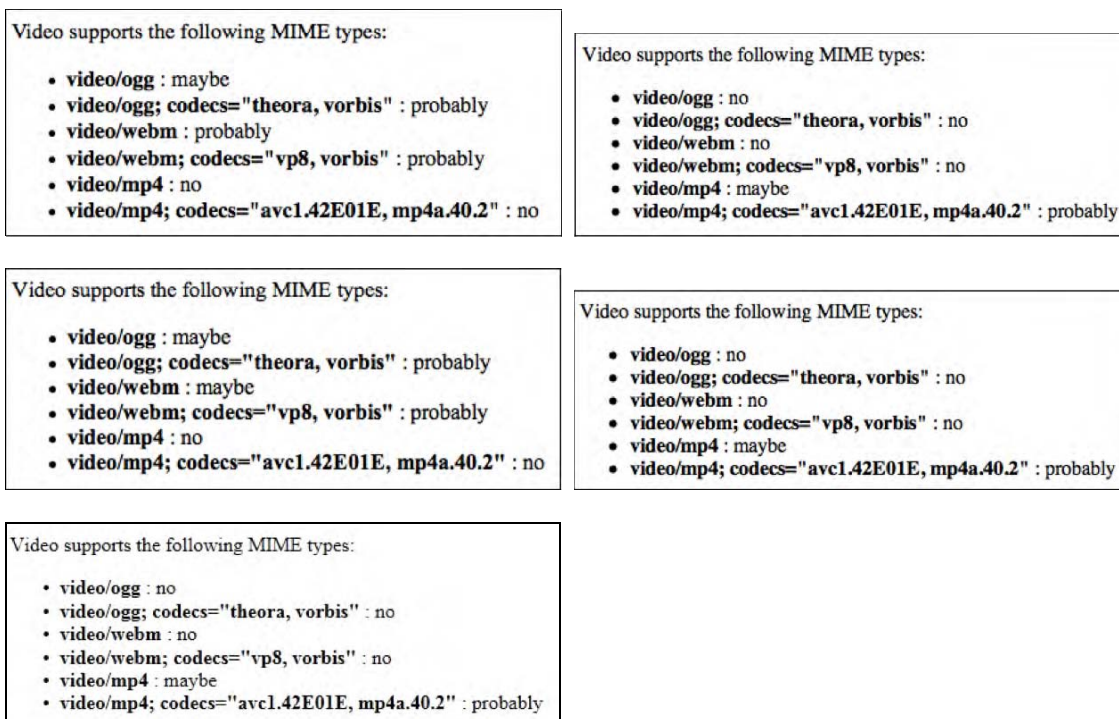 Video supports the following MIME types:
• video/ogg : maybe
• video/ogg; codecs="theora, vorbis" : probably
• video/webm : probably
• video/webm; codecs="vp8, vorbis" : probably
• video/mp4 : no
• video/mp4; codecs="avc1.42E01E, mp4a.40.2" : no
Video supports the following MIME types:
• video/ogg : no
• video/ogg; codecs="theora, vorbis" : no
• video/webm : no
• video/webm; codecs="vp8, vorbis" : no
• video/mp4 : maybe
• video/mp4; codecs="avc1.42E01E, mp4a.40.2" : probably
Video supports the following MIME types:
• video/ogg : maybe
• video/ogg; codecs="theora, vorbis" : probably
• video/webm : maybe
• video/webm; codecs="vp8, vorbis" : probably
• video/mp4 : no
• video/mp4; codecs="avc1.42E01E, mp4a.40.2" : no
Video supports the following MIME types:
• video/ogg : no
• video/ogg; codecs="theora, vorbis" : no
• video/webm : no
• video/webm; codecs="vp8, vorbis" : no
• video/mp4 : maybe
• video/mp4; codecs="avc1.42E01E, mp4a.40.2" : probably
Video supports the following MIME types:
• video/ogg : no
• video/ogg; codecs="theora, vorbis" : no
• video/webm : no
• video/webm; codecs="vp8, vorbis" : no
• video/mp4 : maybe
• video/mp4; codecs="avc1.42E01E, mp4a.40.2" : probably